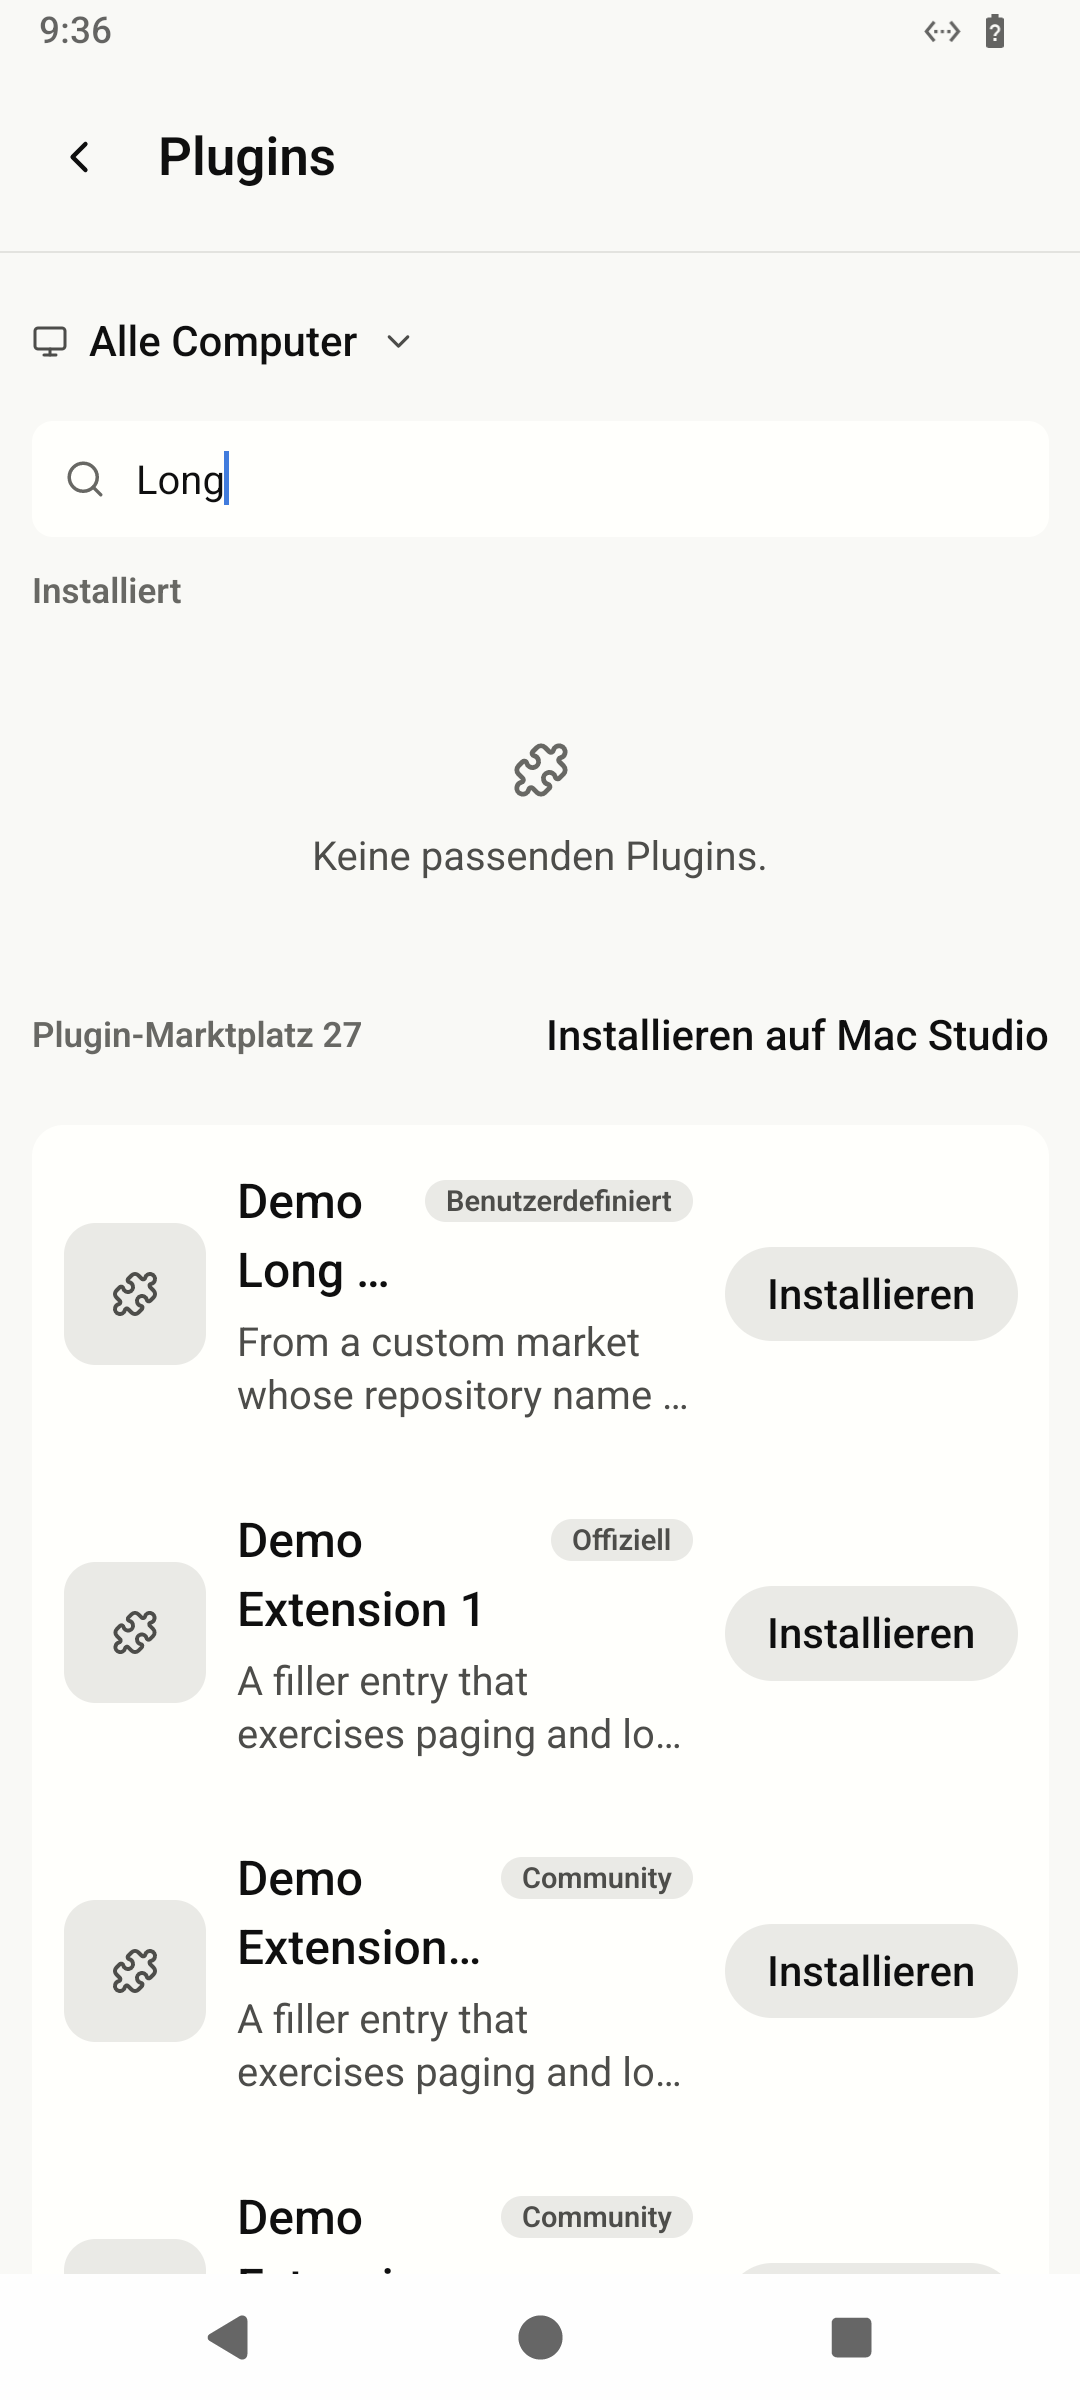 9:36
Plugins
Alle Computer
Long
Installiert
Keine passenden Plugins.
Plugin-Marktplatz 27
Installieren auf Mac Studio
Demo
Benutzerdefiniert
Long …
Installieren
From a custom market
whose repository name …
Demo
Offiziell
Extension 1
Installieren
A filler entry that
exercises paging and lo…
Demo
Community
Extension…
Installieren
A filler entry that
exercises paging and lo…
Demo
Community